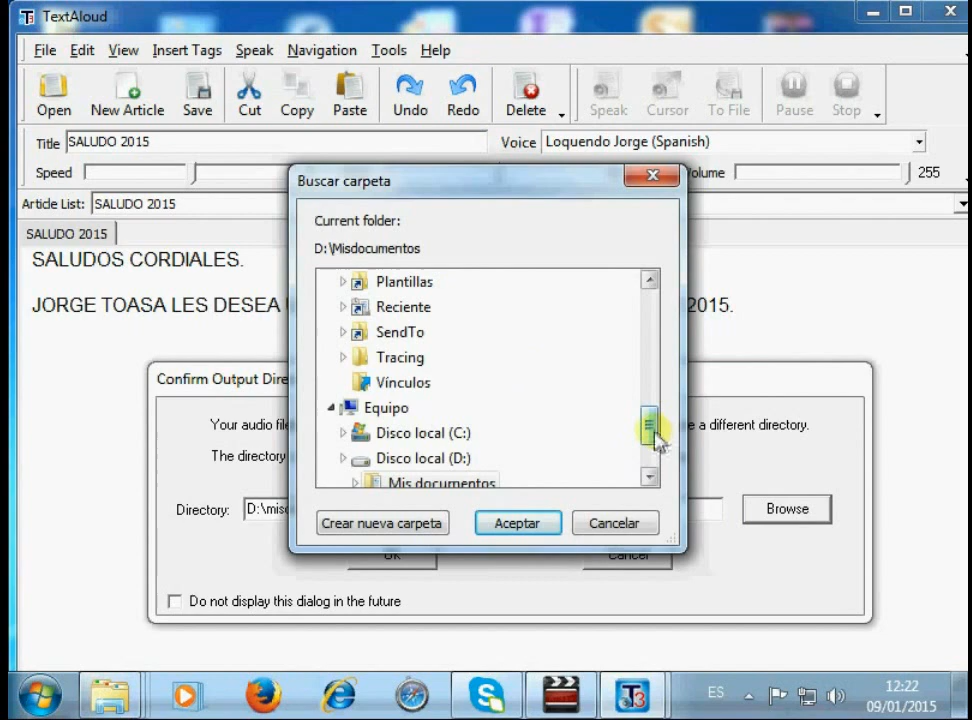 TextAloud
File Edit View Insert Tags Speak Navigation Tools Help
Open New Article Save Cut Copy Paste Undo Redo Delete Speak Cursor To File Pause Stop
Title SALUDO 2015 Voice Loquendo Jorge (Spanish)
Speed olume 255
Article List: SALUDO 2015
SALUDO 2015
SALUDOS CORDIALES.
JORGE TOASA LES DESEA 2015.
Buscar carpeta
Current folder:
D:\Misdocumentos
Plantillas
Reciente
SendTo
Tracing
Vínculos
Equipo
Disco local (C:)
Disco local (D:)
Mis documentos
Crear nueva carpeta Aceptar Cancelar
Confirm Output Dire
Your audio file e a different directory.
The directory
Directory: D:\misd Browse
OK Cancel
Do not display this dialog in the future
ES 12:22
09/01/2015